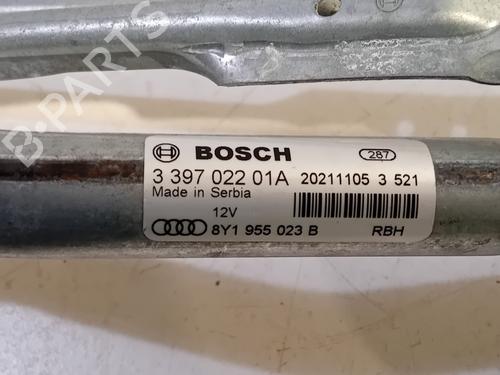 B-PARTS
BOSCH
287
3 397 022 01A 20211105 3 521
Made in Serbia
12V
8Y1 955 023 B RBH